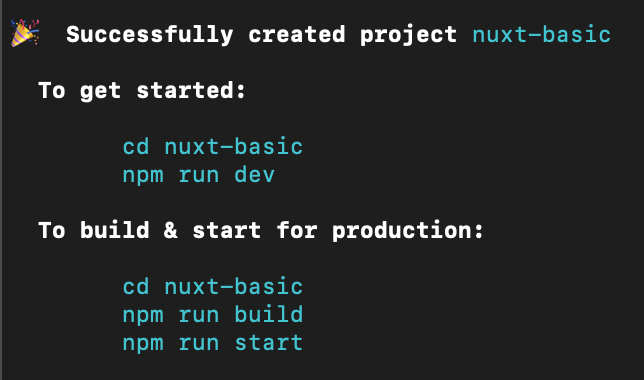 🎉 Successfully created project nuxt-basic
To get started:
cd nuxt-basic
npm run dev
To build & start for production:
cd nuxt-basic
npm run build
npm run start